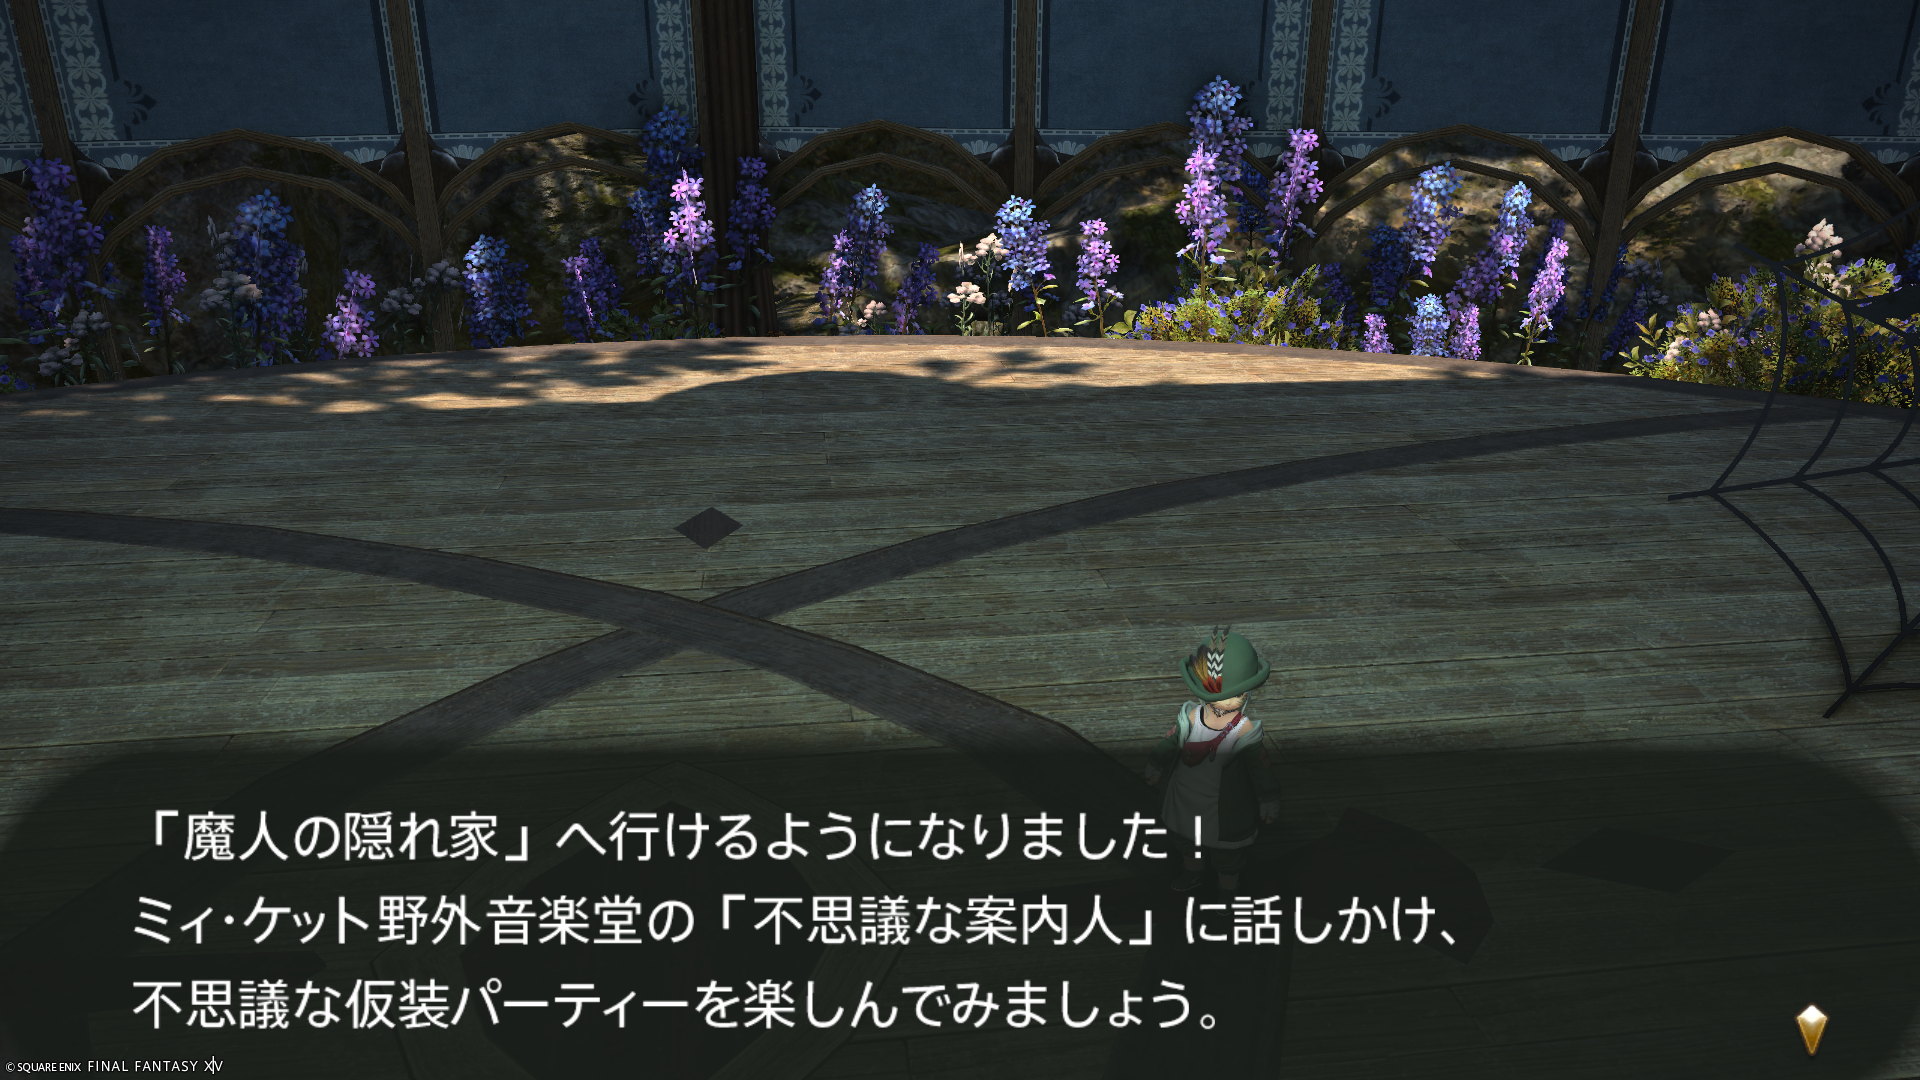 「魔人の隠れ家」へ行けるようになりました！
ミィ・ケット野外音楽堂の「不思議な案内人」に話しかけ、
不思議な仮装パーティーを楽しんでみましょう。
© SQUARE ENIX FINAL FANTASY XIV